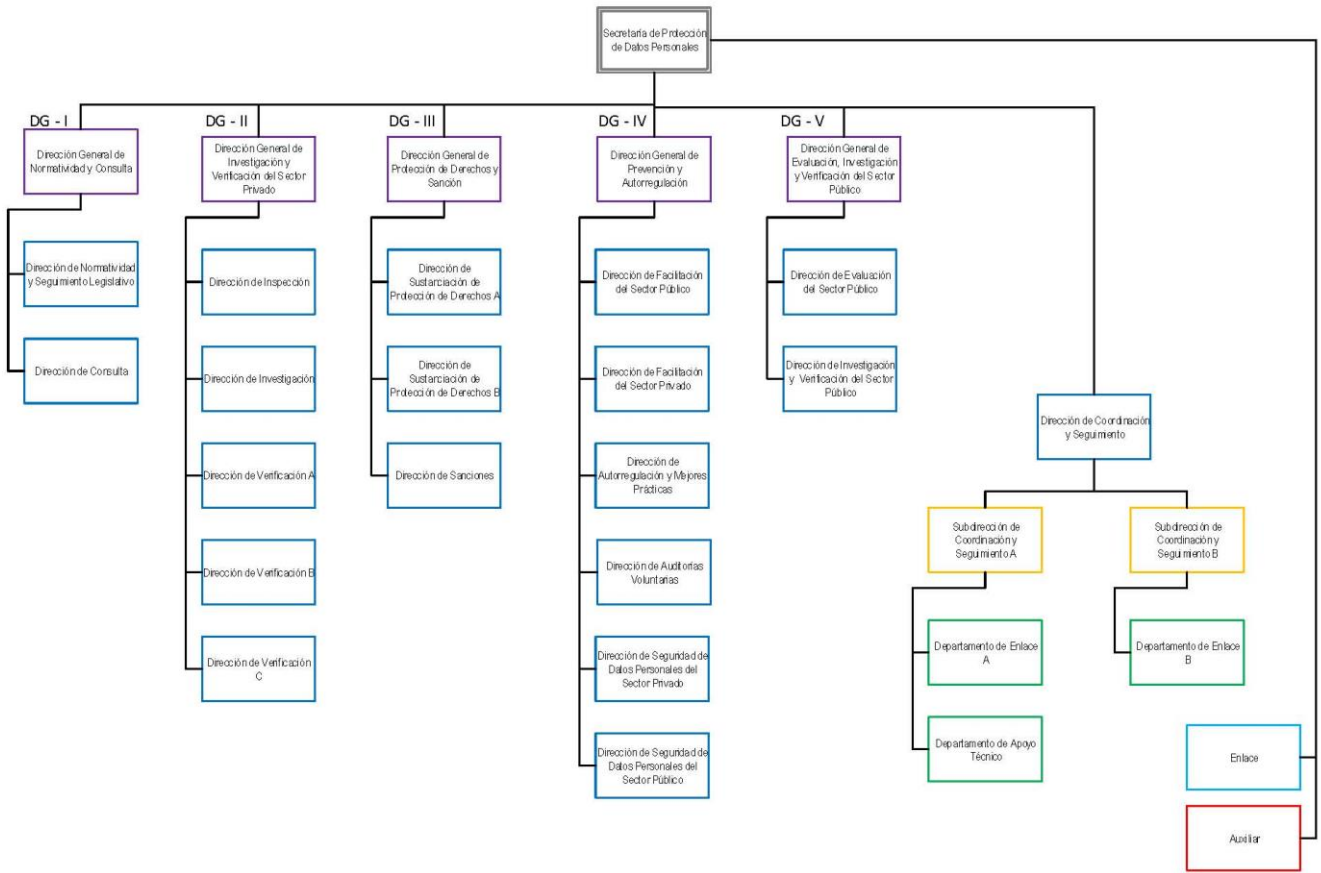 Secretaría de Protección
de Datos Personales
DG - I
Dirección General de
Normatividad y Consulta
Dirección de Normatividad
y Seguimiento Legislativo
Dirección de Consulta
DG - II
Dirección General de
Investigación y
Verificación del Sector
Privado
Dirección de Inspección
Dirección de Investigación
Dirección de Verificación A
Dirección de Verificación B
Dirección de Verificación
C
DG - III
Dirección General de
Protección de Derechos y
Sanción
Dirección de
Sustanciación de
Protección de Derechos A
Dirección de
Sustanciación de
Protección de Derechos B
Dirección de Sanciones
DG - IV
Dirección General de
Prevención y
Autorregulación
Dirección de Facilitación
del Sector Público
Dirección de Facilitación
del Sector Privado
Dirección de
Autorregulación y Mejores
Prácticas
Dirección de Auditorías
Voluntarias
Dirección de Seguridad de
Datos Personales del
Sector Privado
Dirección de Seguridad de
Datos Personales del
Sector Público
DG - V
Dirección General de
Evaluación, Investigación
y Verificación del Sector
Público
Dirección de Evaluación
del Sector Público
Dirección de Investigación
y Verificación del Sector
Público
Dirección de Coordinación
y Seguimiento
Subdirección de
Coordinación y
Seguimiento A
Departamento de Enlace
A
Departamento de Apoyo
Técnico
Subdirección de
Coordinación y
Seguimiento B
Departamento de Enlace
B
Enlace
Auxiliar